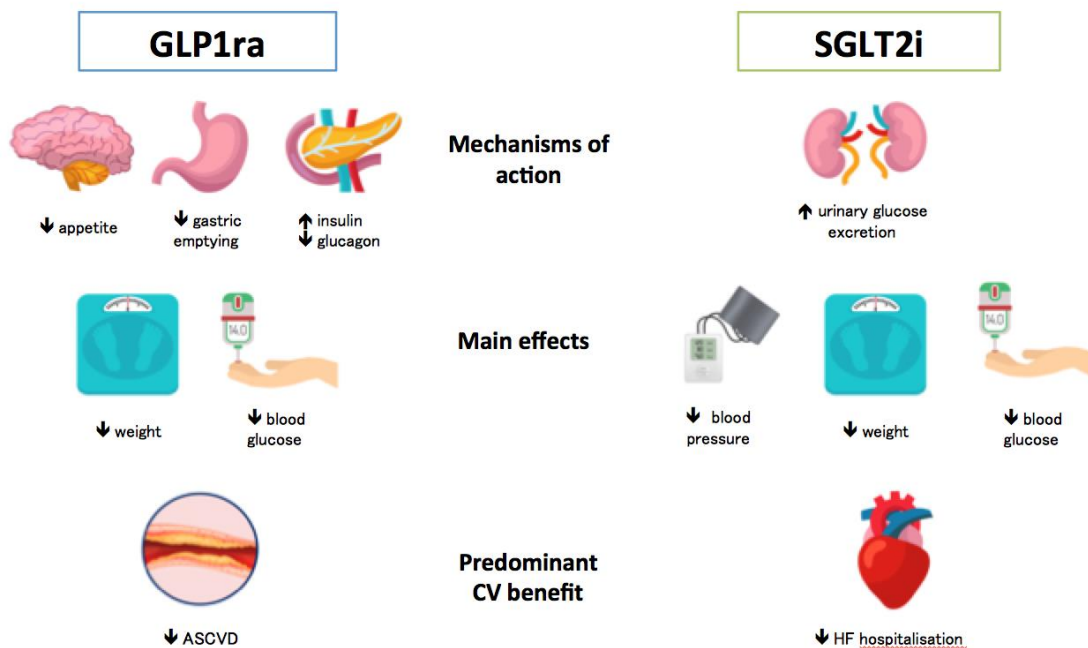 GLP1ra
SGLT2i
Mechanisms of
action
↓ appetite
↓ gastric
emptying
↑ insulin
↓ glucagon
↑ urinary glucose
excretion
Main effects
14.0
14.0
↓ weight
↓ blood
glucose
↓ blood
pressure
↓ weight
↓ blood
glucose
Predominant
CV benefit
↓ ASCVD
↓ HF hospitalisation